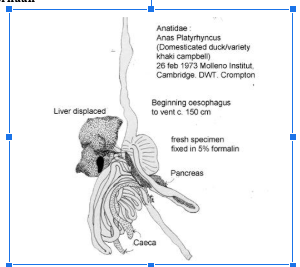 Anatidae :
Anas Platyrhyncus
(Domesticated duck/variety
khaki campbell)
26 feb 1973 Molleno Institut,
Cambridge. DWT. Crompton
Beginning oesophagus
to vent c. 150 cm
Liver displaced
fresh specimen
fixed in 5% formalin
Pancreas
Caeca